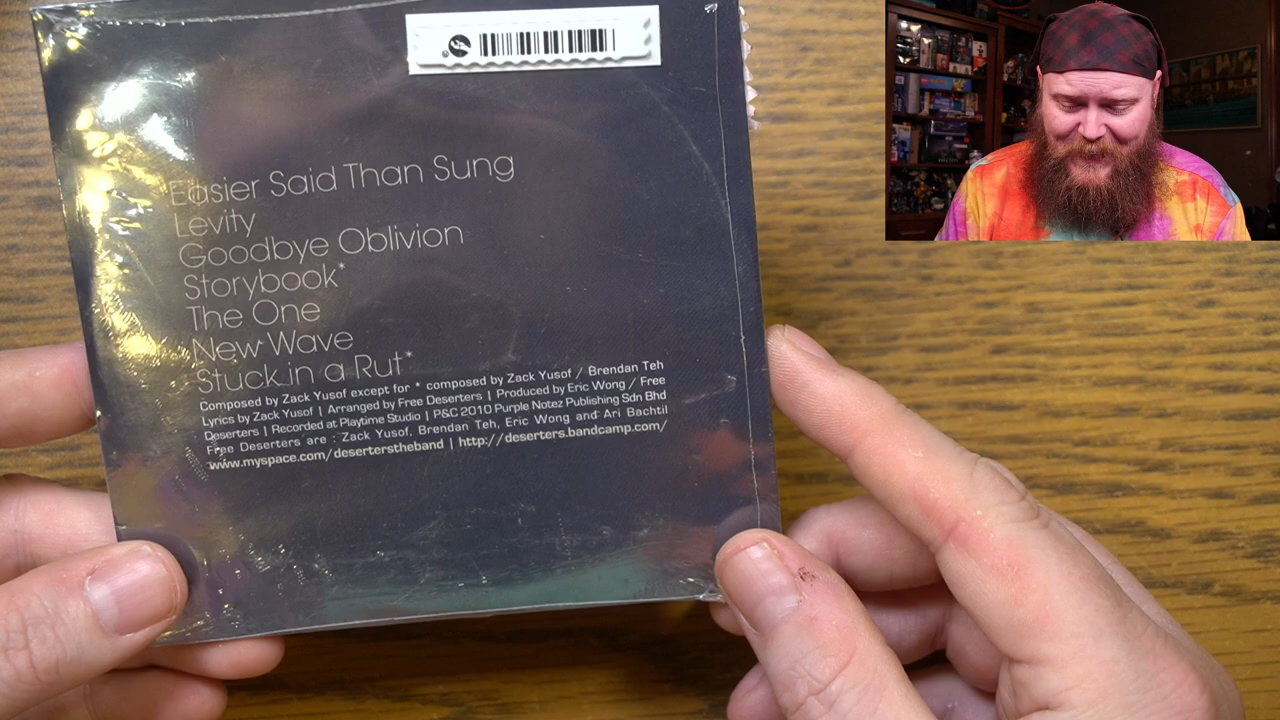 Easier Said Than Sung
Levity
Goodbye Oblivion
Storybook*
The One
New Wave
Stuck in a Rut*
Composed by Zack Yusof except for * composed by Zack Yusof / Brendan Teh
Lyrics by Zack Yusof | Arranged by Free Deserters | Produced by Eric Wong / Free
Deserters | Recorded at Playtime Studio | P&C 2010 Purple Notez Publishing Sdn Bhd
Free Deserters are : Zack Yusof, Brendan Teh, Eric Wong and Ari Bachtil
www.myspace.com/deserterstheband | http://deserters.bandcamp.com/